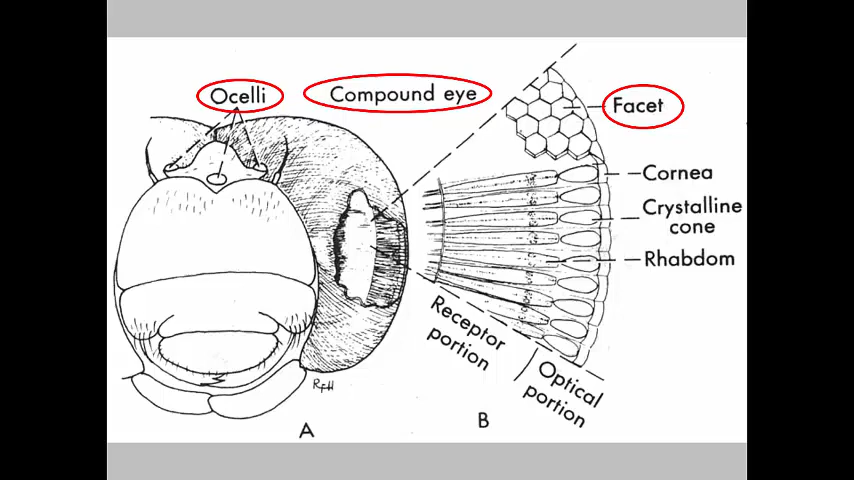 Ocelli
Compound eye
Facet
Cornea
Crystalline
cone
Rhabdom
Receptor
portion
Optical
portion
RFH
A
B